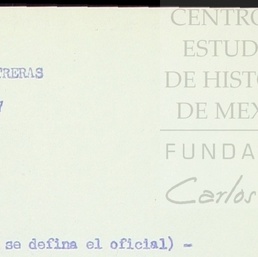 CENTRO
ESTUD
TRERAS
DE HISTO
DE MEX
FUNDA
Carlos
se defina el oficial) -